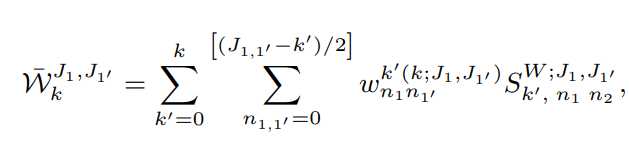 $$\bar{\mathcal{W}}_{k}^{J_1,J_{1'}} = \sum_{k'=0}^{k} \sum_{n_{1,1'}=0}^{[(J_{1,1'}-k')/2]} w_{n_1 n_{1'}}^{k'(k;J_1,J_{1'})} S_{k',\ n_1\ n_2}^{W;J_1,J_{1'}},$$